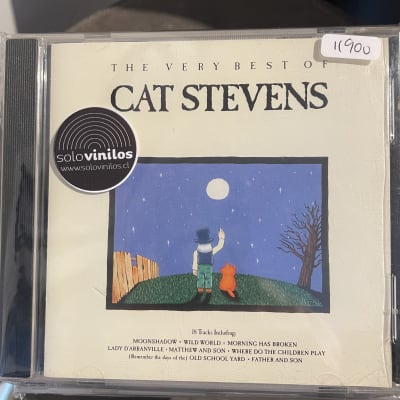 11900
THE VERY BEST OF
CAT STEVENS
solovinilos
www.solovinilos.cl
18 Tracks Including:
MOONSHADOW • WILD WORLD • MORNING HAS BROKEN
LADY D'ARBANVILLE • MATTHEW AND SON • WHERE DO THE CHILDREN PLAY
(Remember the days of the) OLD SCHOOL YARD • FATHER AND SON